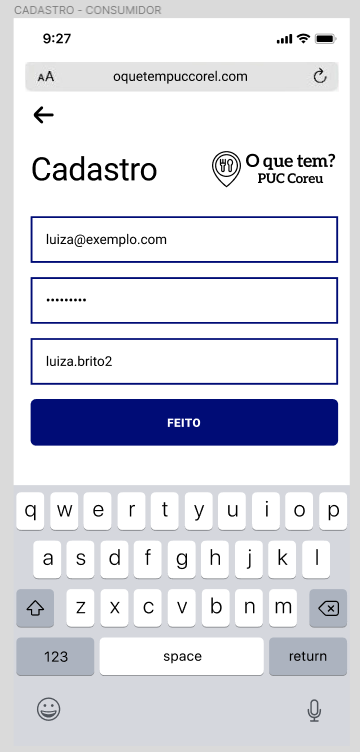 CADASTRO - CONSUMIDOR
9:27
AA oquetempuccorel.com
Cadastro
O que tem?
PUC Coreu
luiza@exemplo.com
•••••••••
luiza.brito2
FEITO
q w e r t y u i o p
a s d f g h j k l
z x c v b n m
123 space return